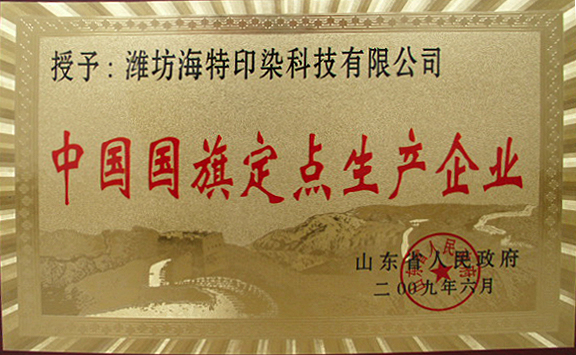 授予：潍坊海特印染科技有限公司
中国国旗定点生产企业
山东省人民政府
二00九年六月